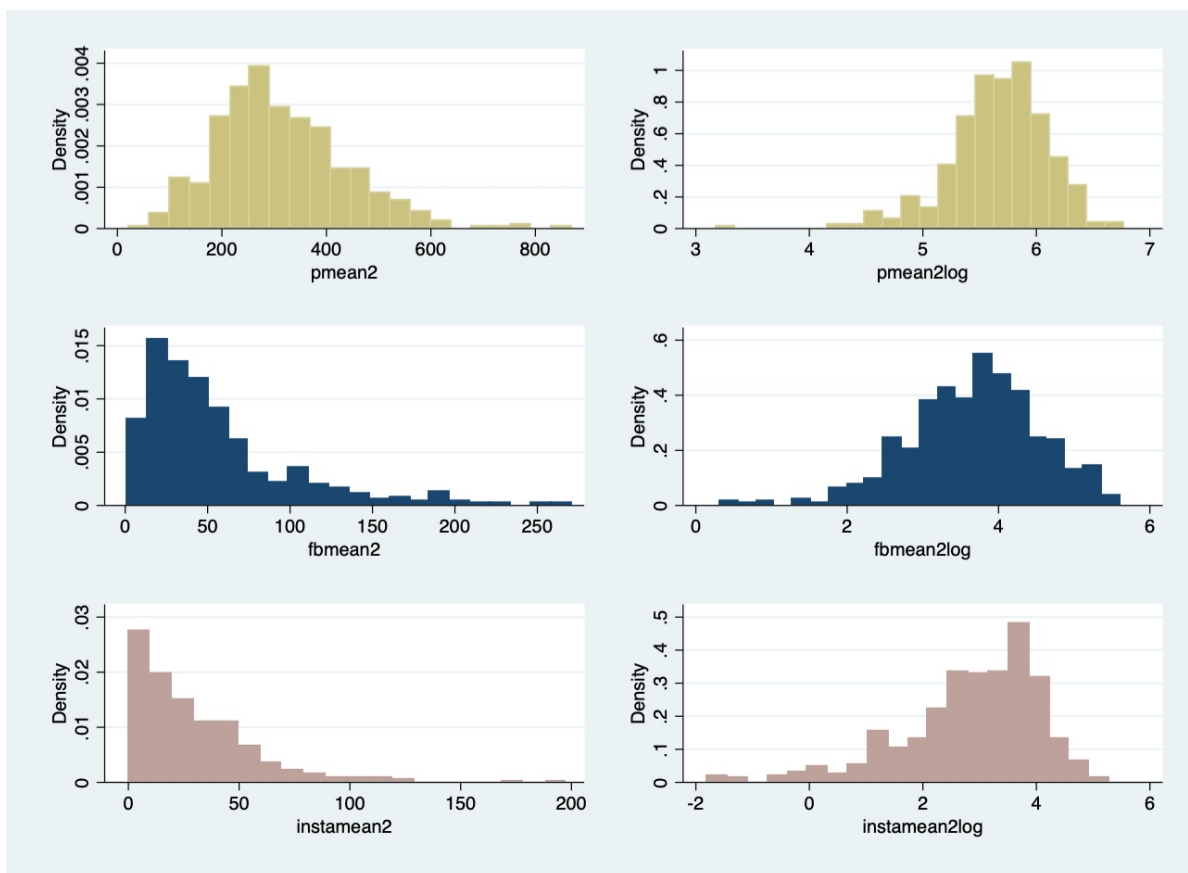 Density
0 .001 .002 .003 .004
0 200 400 600 800
pmean2
Density
0 .2 .4 .6 .8 1
3 4 5 6 7
pmean2log
Density
0 .005 .01 .015
0 50 100 150 200 250
fbmean2
Density
0 .2 .4 .6
0 2 4 6
fbmean2log
Density
0 .01 .02 .03
0 50 100 150 200
instamean2
Density
0 .1 .2 .3 .4 .5
-2 0 2 4 6
instamean2log